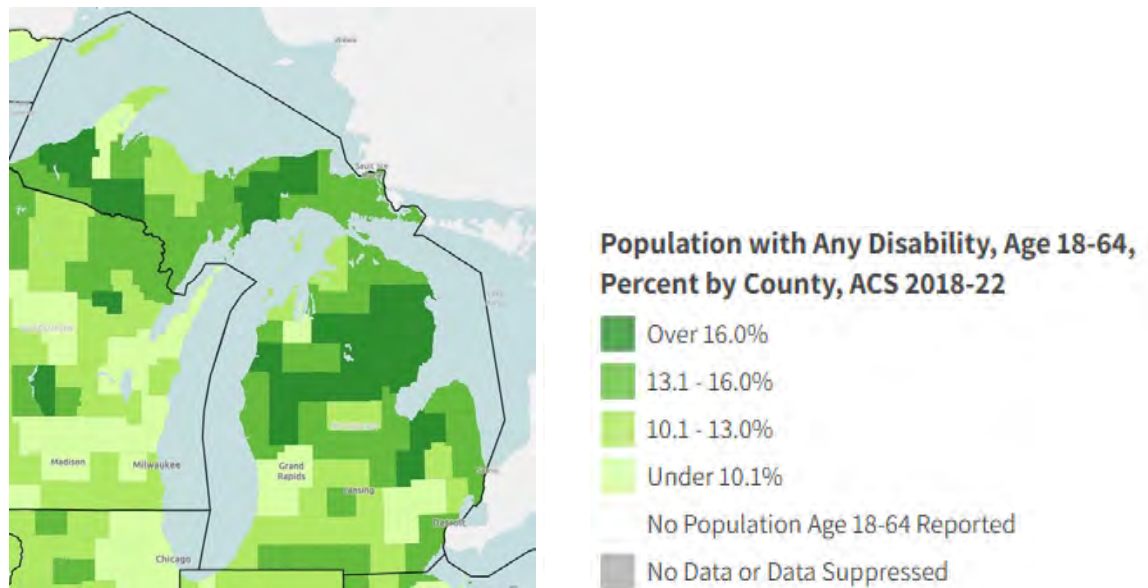 Wawa
Sault Ste
Madison
Milwaukee
Grand
Rapids
Lansing
Detroit
Chicago
Population with Any Disability, Age 18-64,
Percent by County, ACS 2018-22
Over 16.0%
13.1 - 16.0%
10.1 - 13.0%
Under 10.1%
No Population Age 18-64 Reported
No Data or Data Suppressed